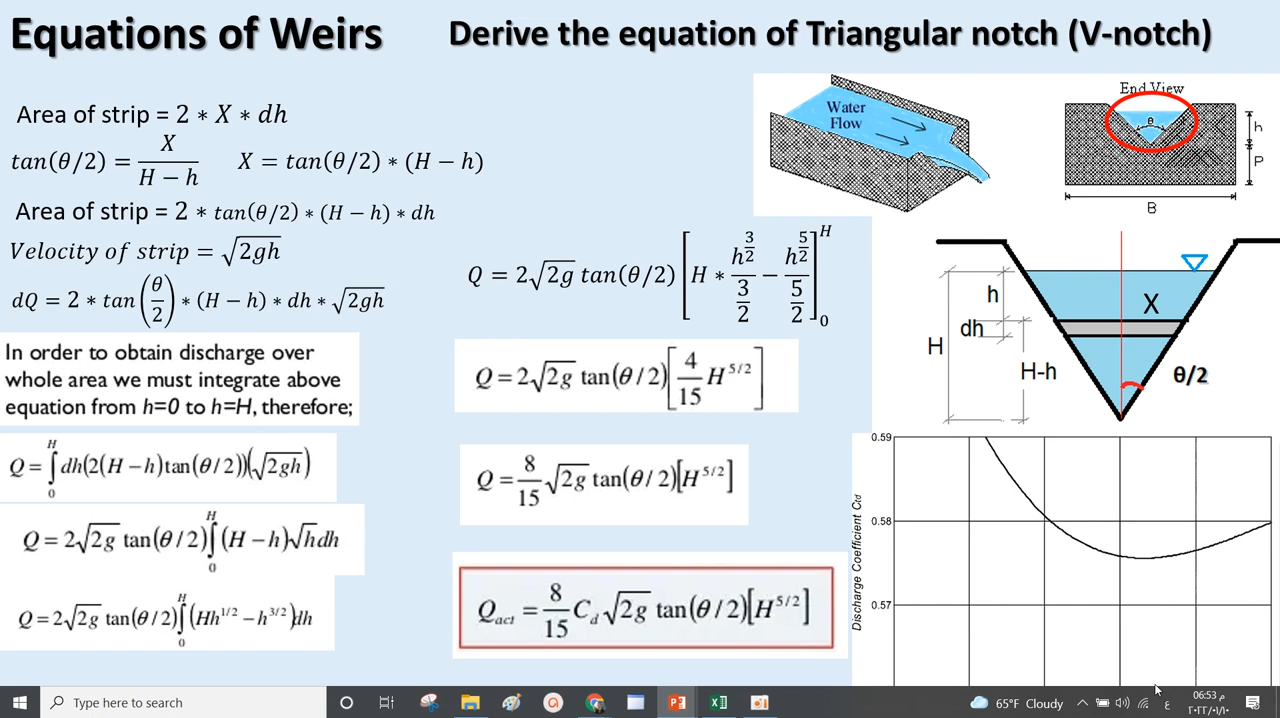 Equations of Weirs
Derive the equation of Triangular notch (V-notch)
Area of strip = 2 ∗ X ∗ dh
tan(θ/2) = X / (H − h)    X = tan(θ/2) ∗ (H − h)
Area of strip = 2 ∗ tan(θ/2) ∗ (H − h) ∗ dh
Velocity of strip = √(2gh)
dQ = 2 ∗ tan(θ/2) ∗ (H − h) ∗ dh ∗ √(2gh)
In order to obtain discharge over
whole area we must integrate above
equation from h=0 to h=H, therefore;
Q = ∫₀ᴴ dh(2(H − h)tan(θ/2))(√(2gh))
Q = 2√(2g) tan(θ/2) ∫₀ᴴ (H − h)√h dh
Q = 2√(2g) tan(θ/2) ∫₀ᴴ (Hh^(1/2) − h^(3/2))dh
Q = 2√(2g) tan(θ/2) [H ∗ h^(3/2) / (3/2) − h^(5/2) / (5/2)]₀ᴴ
Q = 2√(2g) tan(θ/2) [4/15 H^(5/2)]
Q = 8/15 √(2g) tan(θ/2)[H^(5/2)]
Q_act = 8/15 C_d √(2g) tan(θ/2)[H^(5/2)]
Water
Flow
End View
θ
h
P
B
h
X
dh
H
H-h
θ/2
0.59
0.58
0.57
Discharge Coefficient C_td
Type here to search
65°F Cloudy
ع
06:53 م